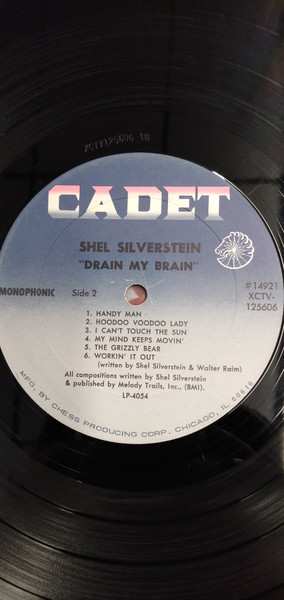 CADET
SHEL SILVERSTEIN
"DRAIN MY BRAIN"
MONOPHONIC
Side 2
#14921
XCTV-
125606
1. HANDY MAN
2. HOODOO VOODOO LADY
3. I CAN'T TOUCH THE SUN
4. MY MIND KEEPS MOVIN'
5. THE GRIZZLY BEAR
6. WORKIN' IT OUT
(written by Shel Silverstein & Walter Raim)
All compositions written by Shel Silverstein
& published by Melody Trails, Inc., (BMI).
LP-4054
MFG. BY CHESS PRODUCING CORP. CHICAGO, ILL 60616